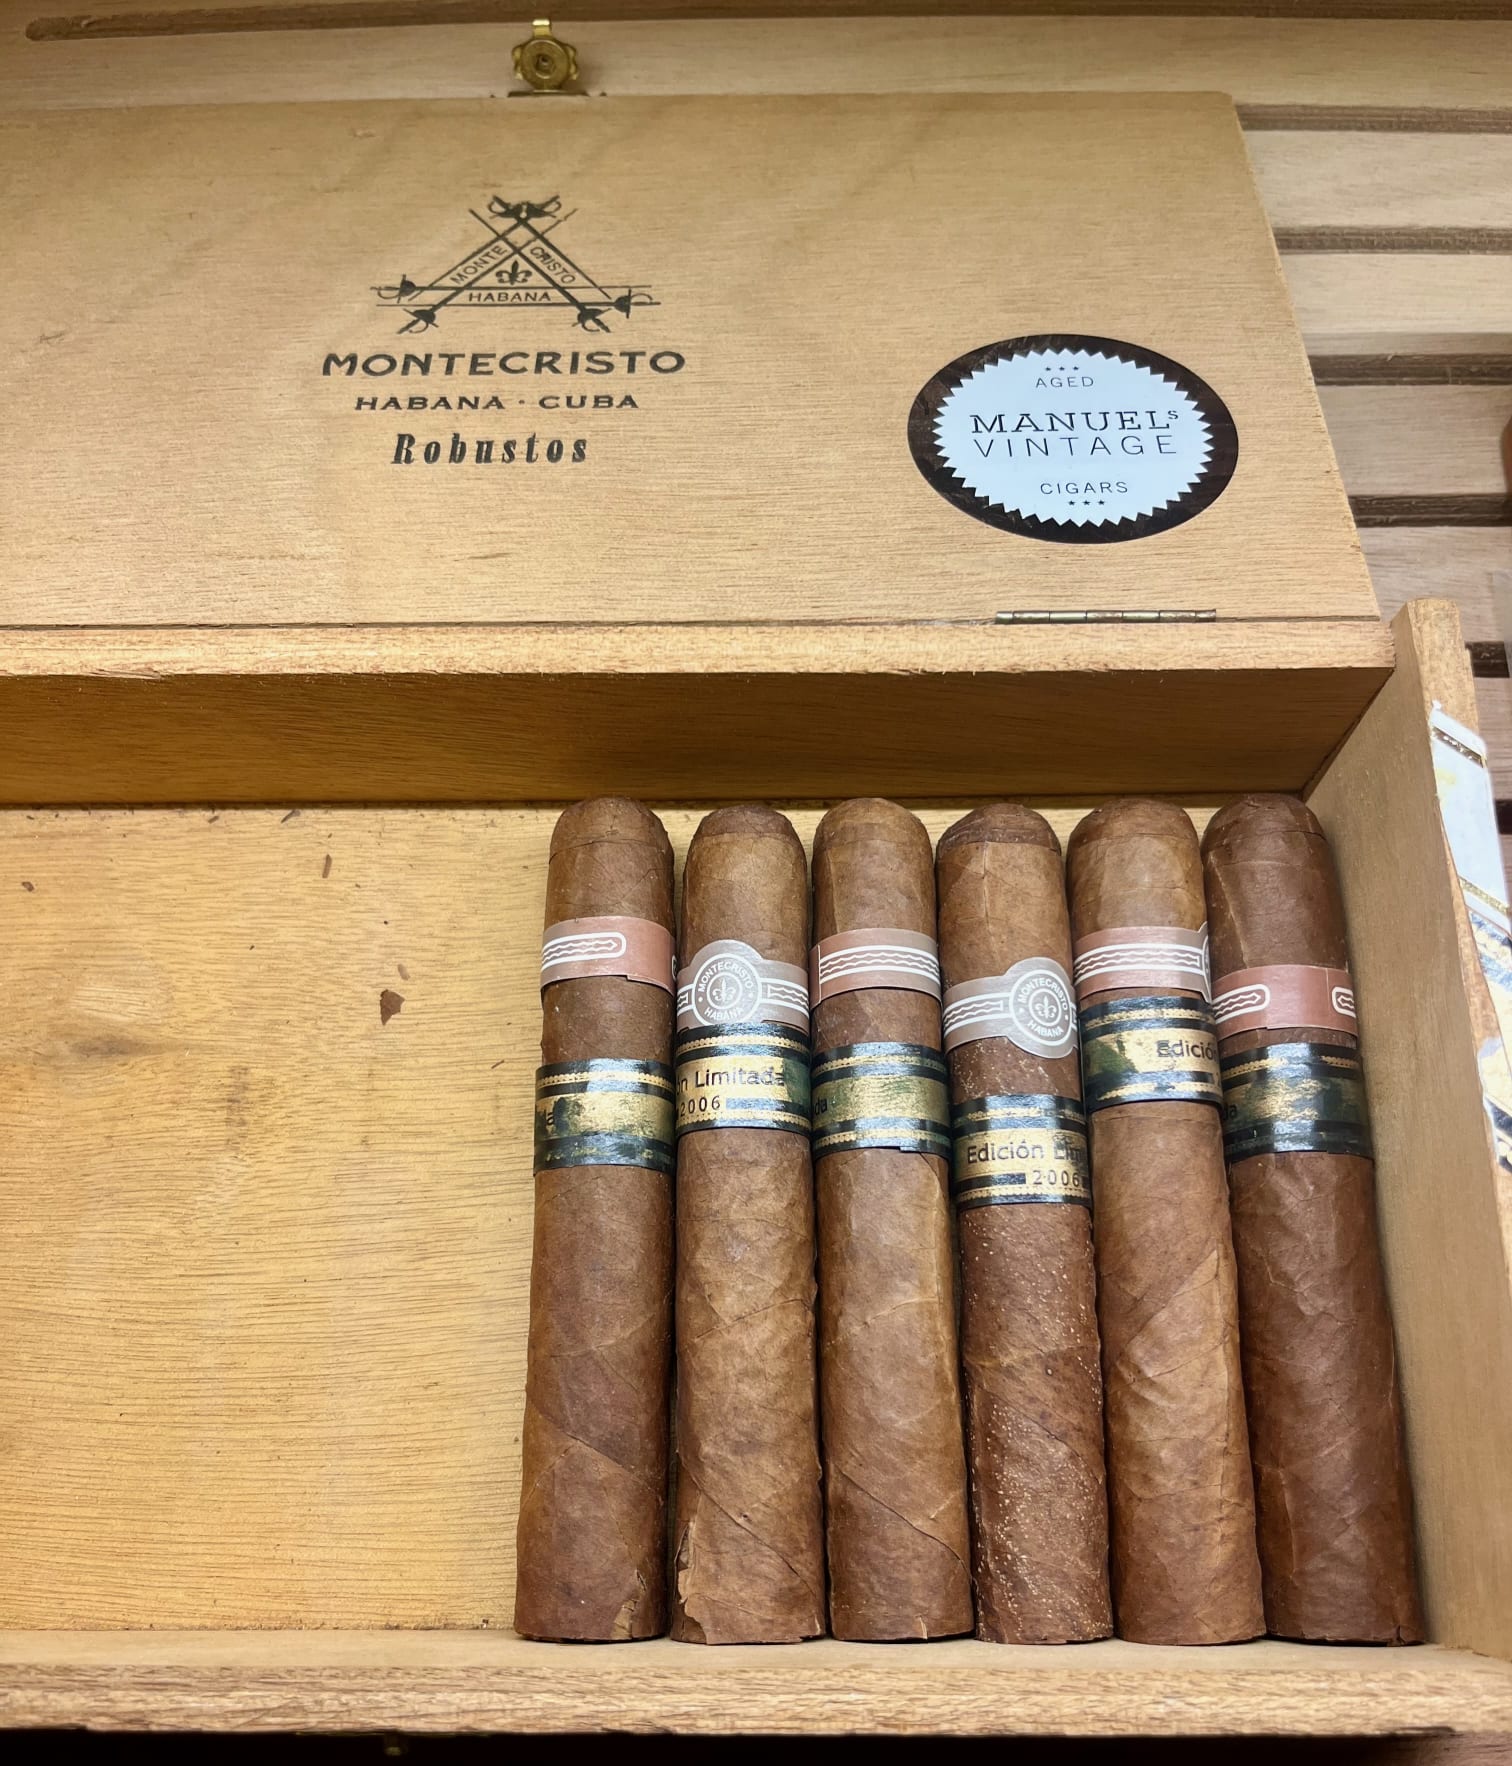 MONTE CRISTO
HABANA
MONTECRISTO
HABANA · CUBA
Robustos
AGED
MANUELs
VINTAGE
CIGARS
MONTECRISTO
HABANA
Limitada
2006
MONTECRISTO
HABANA
Edición
2006
Edición